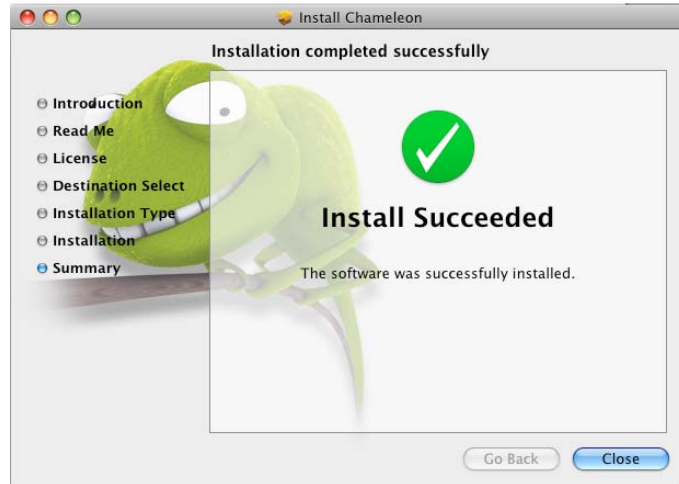 Install Chameleon
Installation completed successfully
Introduction
Read Me
License
Destination Select
Installation Type
Installation
Summary
Install Succeeded
The software was successfully installed.
Go Back
Close